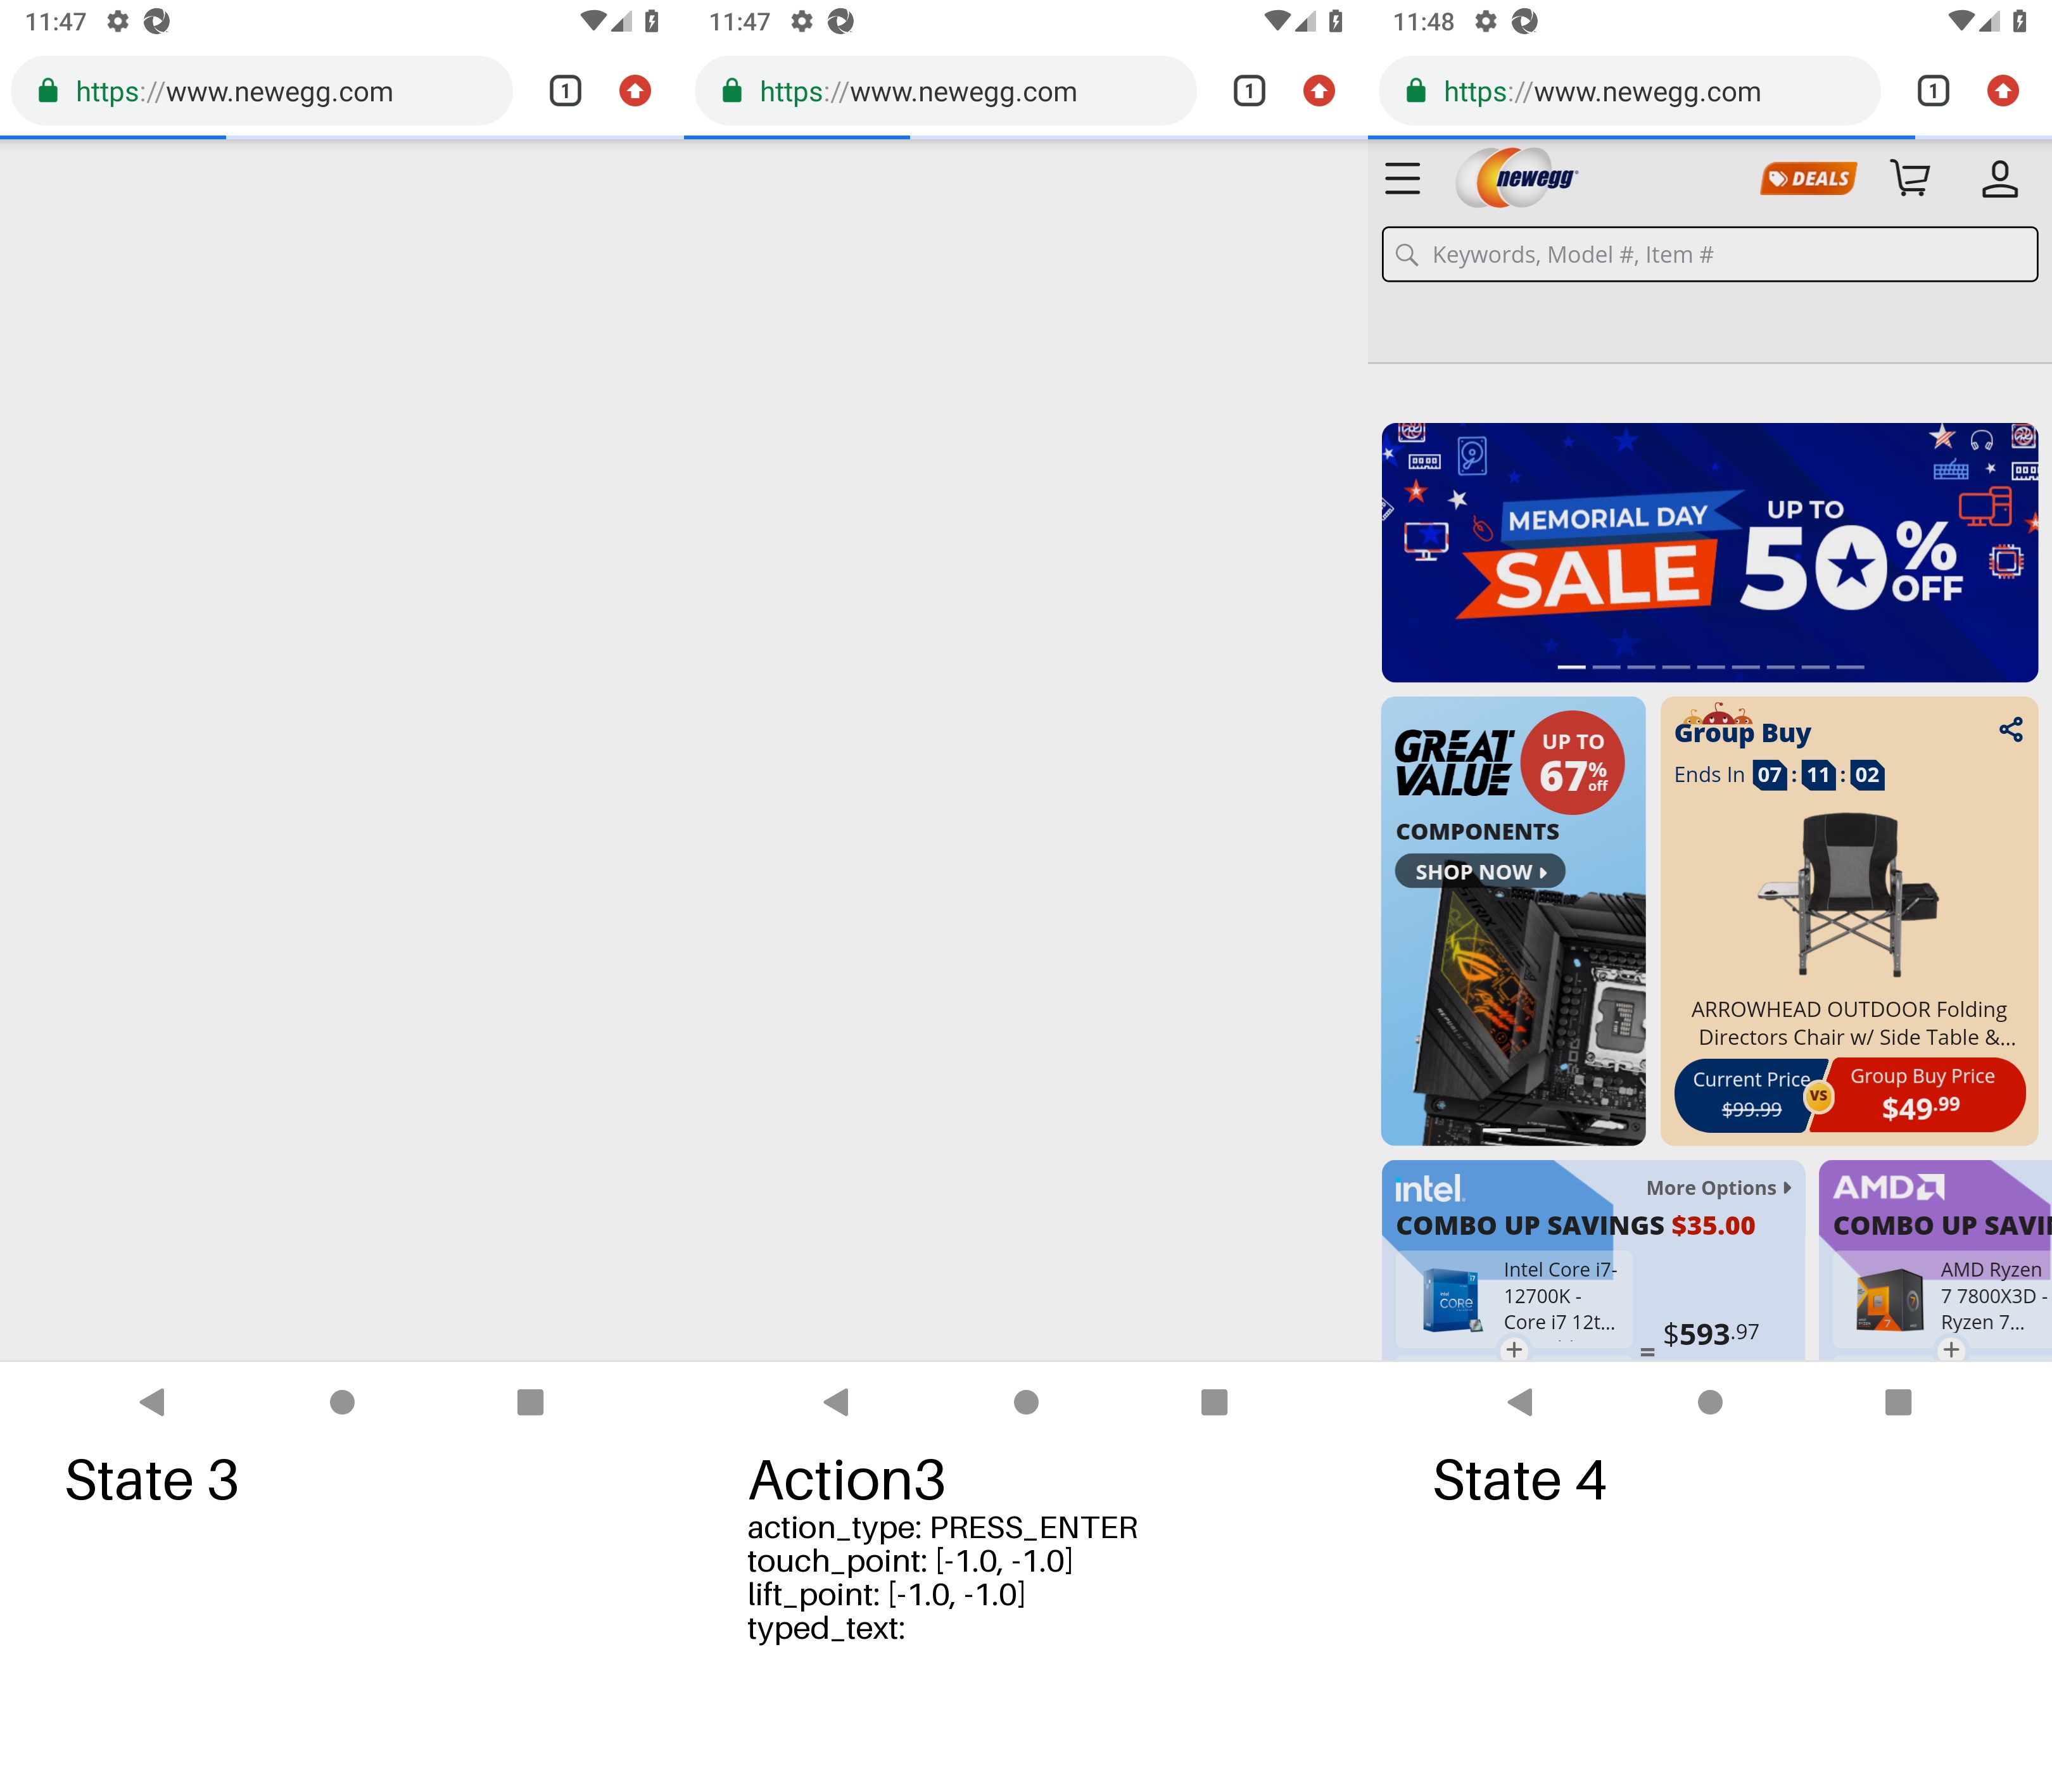 11:47
https://www.newegg.com
1
11:47
https://www.newegg.com
1
11:48
https://www.newegg.com
1
newegg
DEALS
Keywords, Model #, Item #
MEMORIAL DAY
SALE
UP TO
50%
OFF
GREAT
VALUE
UP TO
67%
off
COMPONENTS
SHOP NOW
Group Buy
Ends In 07 : 11 : 02
ARROWHEAD OUTDOOR Folding
Directors Chair w/ Side Table &...
Current Price
$99.99
VS
Group Buy Price
$49.99
intel.
More Options
COMBO UP SAVINGS $35.00
Intel Core i7-
12700K -
Core i7 12t...
+
=
$593.97
AMD
COMBO UP SAVI
AMD Ryzen
7 7800X3D -
Ryzen 7...
+
State 3
Action3
action_type: PRESS_ENTER
touch_point: [-1.0, -1.0]
lift_point: [-1.0, -1.0]
typed_text:
State 4